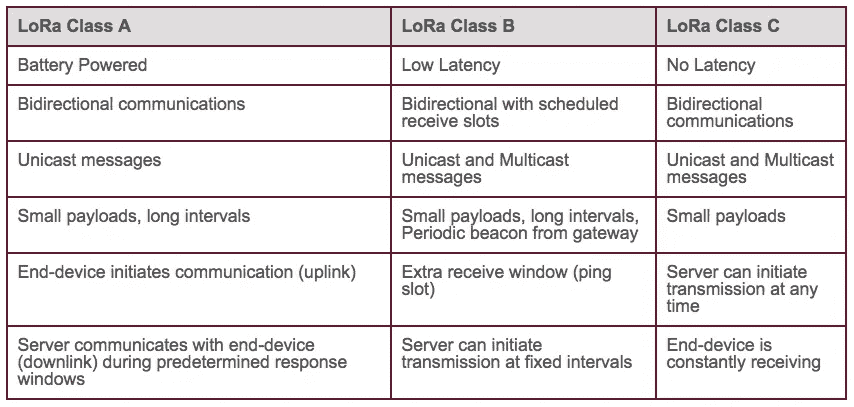 LoRa Class A
LoRa Class B
LoRa Class C
Battery Powered
Low Latency
No Latency
Bidirectional communications
Bidirectional with scheduled
receive slots
Bidirectional
communications
Unicast messages
Unicast and Multicast
messages
Unicast and Multicast
messages
Small payloads, long intervals
Small payloads, long intervals,
Periodic beacon from gateway
Small payloads
End-device initiates communication (uplink)
Extra receive window (ping
slot)
Server can initiate
transmission at any
time
Server communicates with end-device
(downlink) during predetermined response
windows
Server can initiate
transmission at fixed intervals
End-device is
constantly receiving